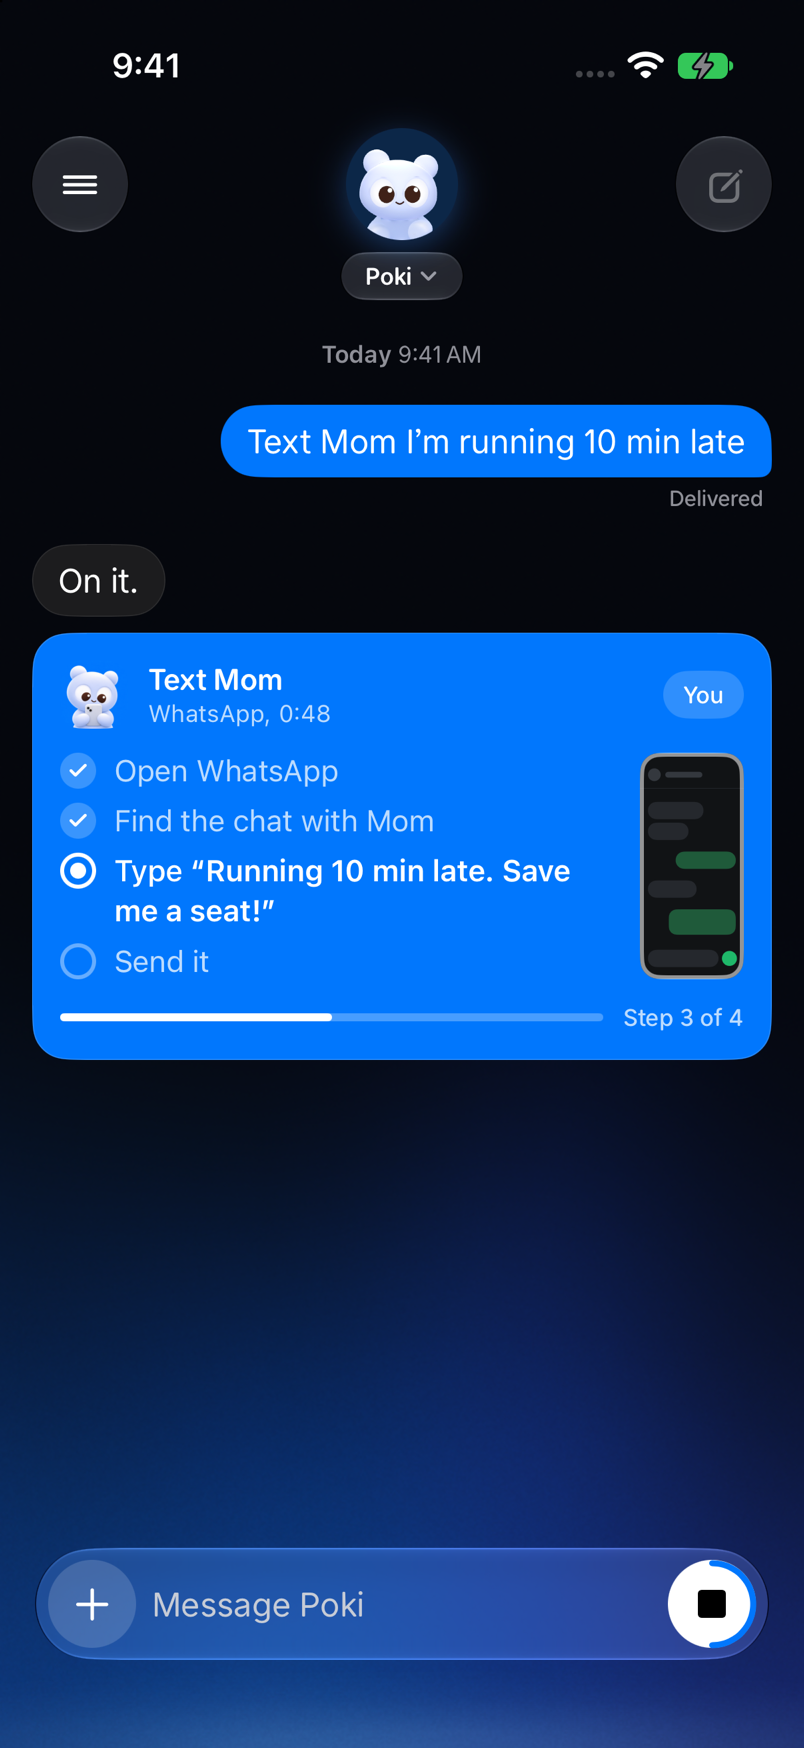 9:41
Poki
Today 9:41 AM
Text Mom I’m running 10 min late
Delivered
On it.
Text Mom
WhatsApp, 0:48
You
Open WhatsApp
Find the chat with Mom
Type “Running 10 min late. Save
me a seat!”
Send it
Step 3 of 4
Message Poki